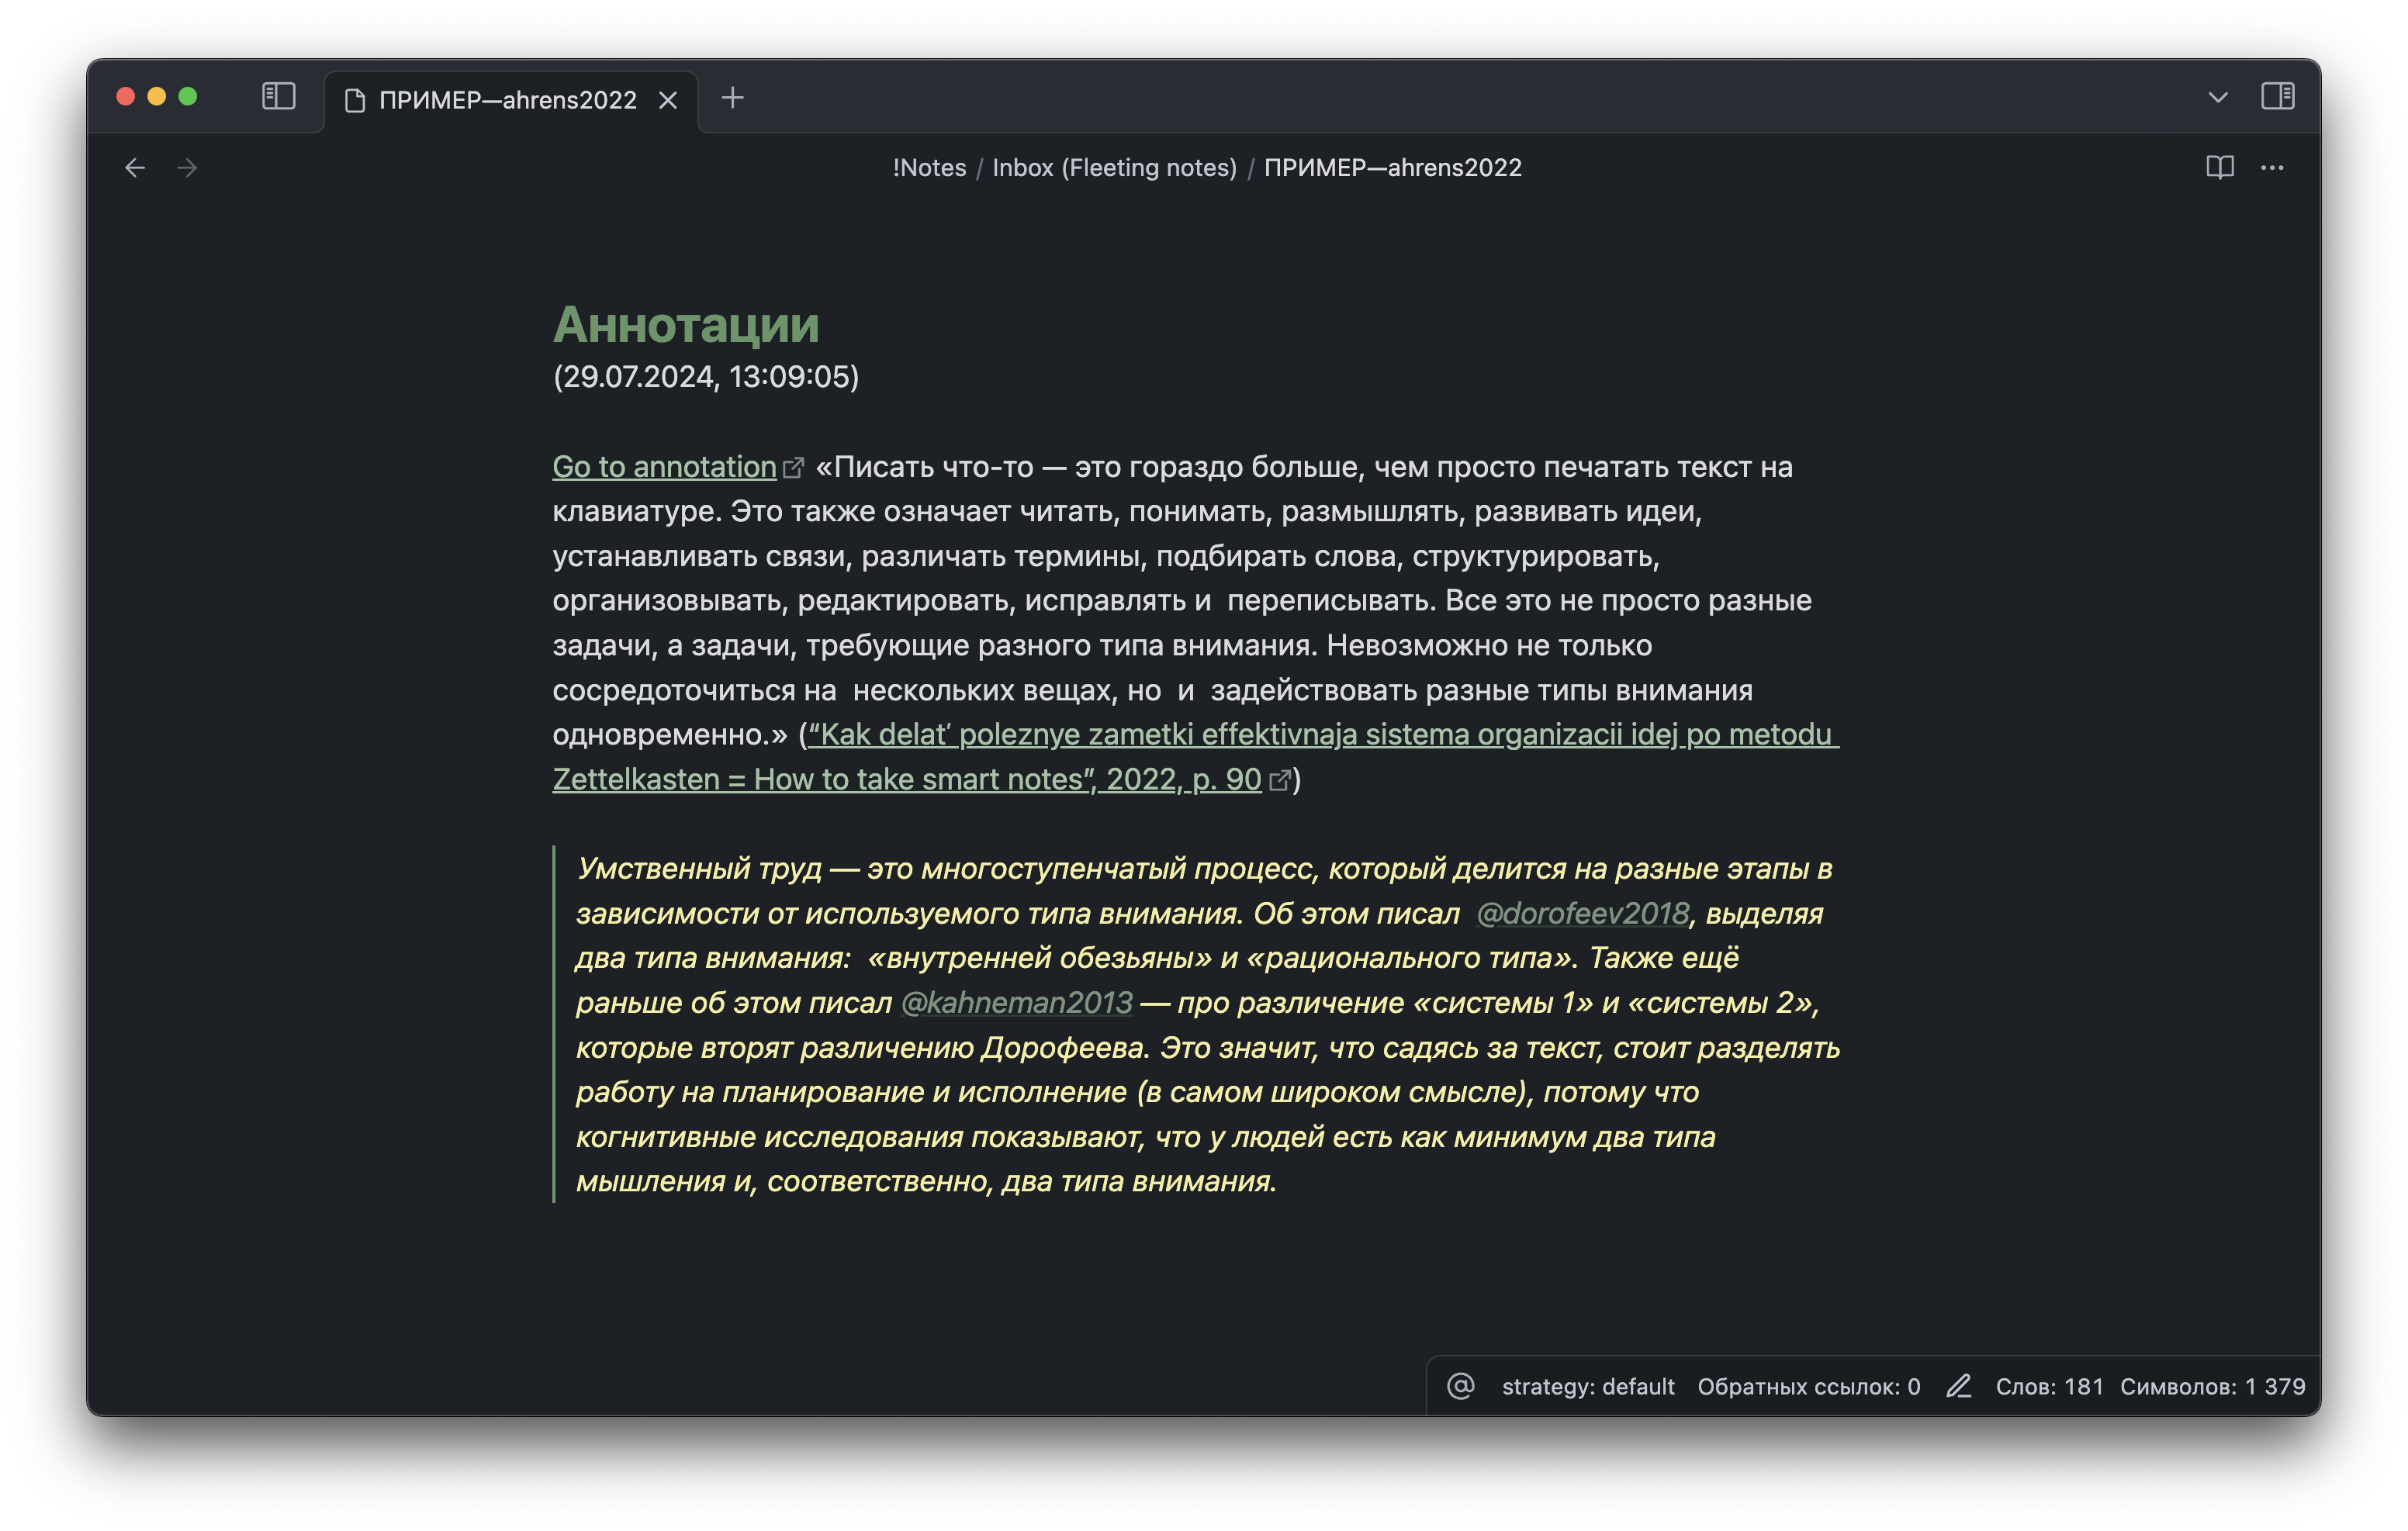 ПРИМЕР—ahrens2022
!Notes / Inbox (Fleeting notes) / ПРИМЕР—ahrens2022
Аннотации
(29.07.2024, 13:09:05)
Go to annotation «Писать что-то — это гораздо больше, чем просто печатать текст на
клавиатуре. Это также означает читать, понимать, размышлять, развивать идеи,
устанавливать связи, различать термины, подбирать слова, структурировать,
организовывать, редактировать, исправлять и переписывать. Все это не просто разные
задачи, а задачи, требующие разного типа внимания. Невозможно не только
сосредоточиться на нескольких вещах, но и задействовать разные типы внимания
одновременно.» (“Kak delatʹ poleznye zametki effektivnaja sistema organizacii idej po metodu
Zettelkasten = How to take smart notes”, 2022, p. 90)
Умственный труд — это многоступенчатый процесс, который делится на разные этапы в
зависимости от используемого типа внимания. Об этом писал @dorofeev2018, выделяя
два типа внимания: «внутренней обезьяны» и «рационального типа». Также ещё
раньше об этом писал @kahneman2013 — про различение «системы 1» и «системы 2»,
которые вторят различению Дорофеева. Это значит, что садясь за текст, стоит разделять
работу на планирование и исполнение (в самом широком смысле), потому что
когнитивные исследования показывают, что у людей есть как минимум два типа
мышления и, соответственно, два типа внимания.
strategy: default Обратных ссылок: 0 Слов: 181 Символов: 1 379